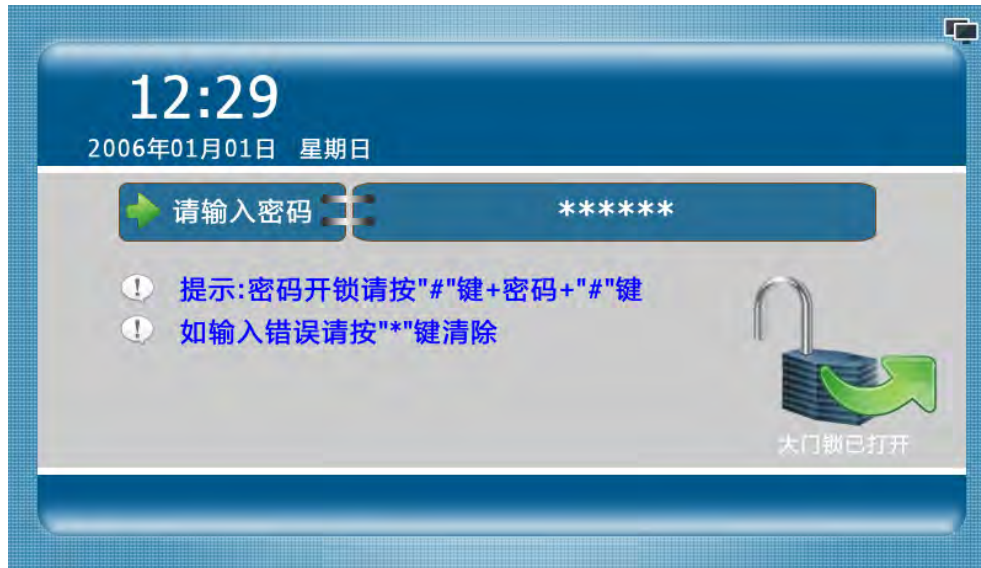 12:29
2006年01月01日 星期日
请输入密码 ******
提示:密码开锁请按"#"键+密码+"#"键
如输入错误请按"*"键清除
大门锁已打开